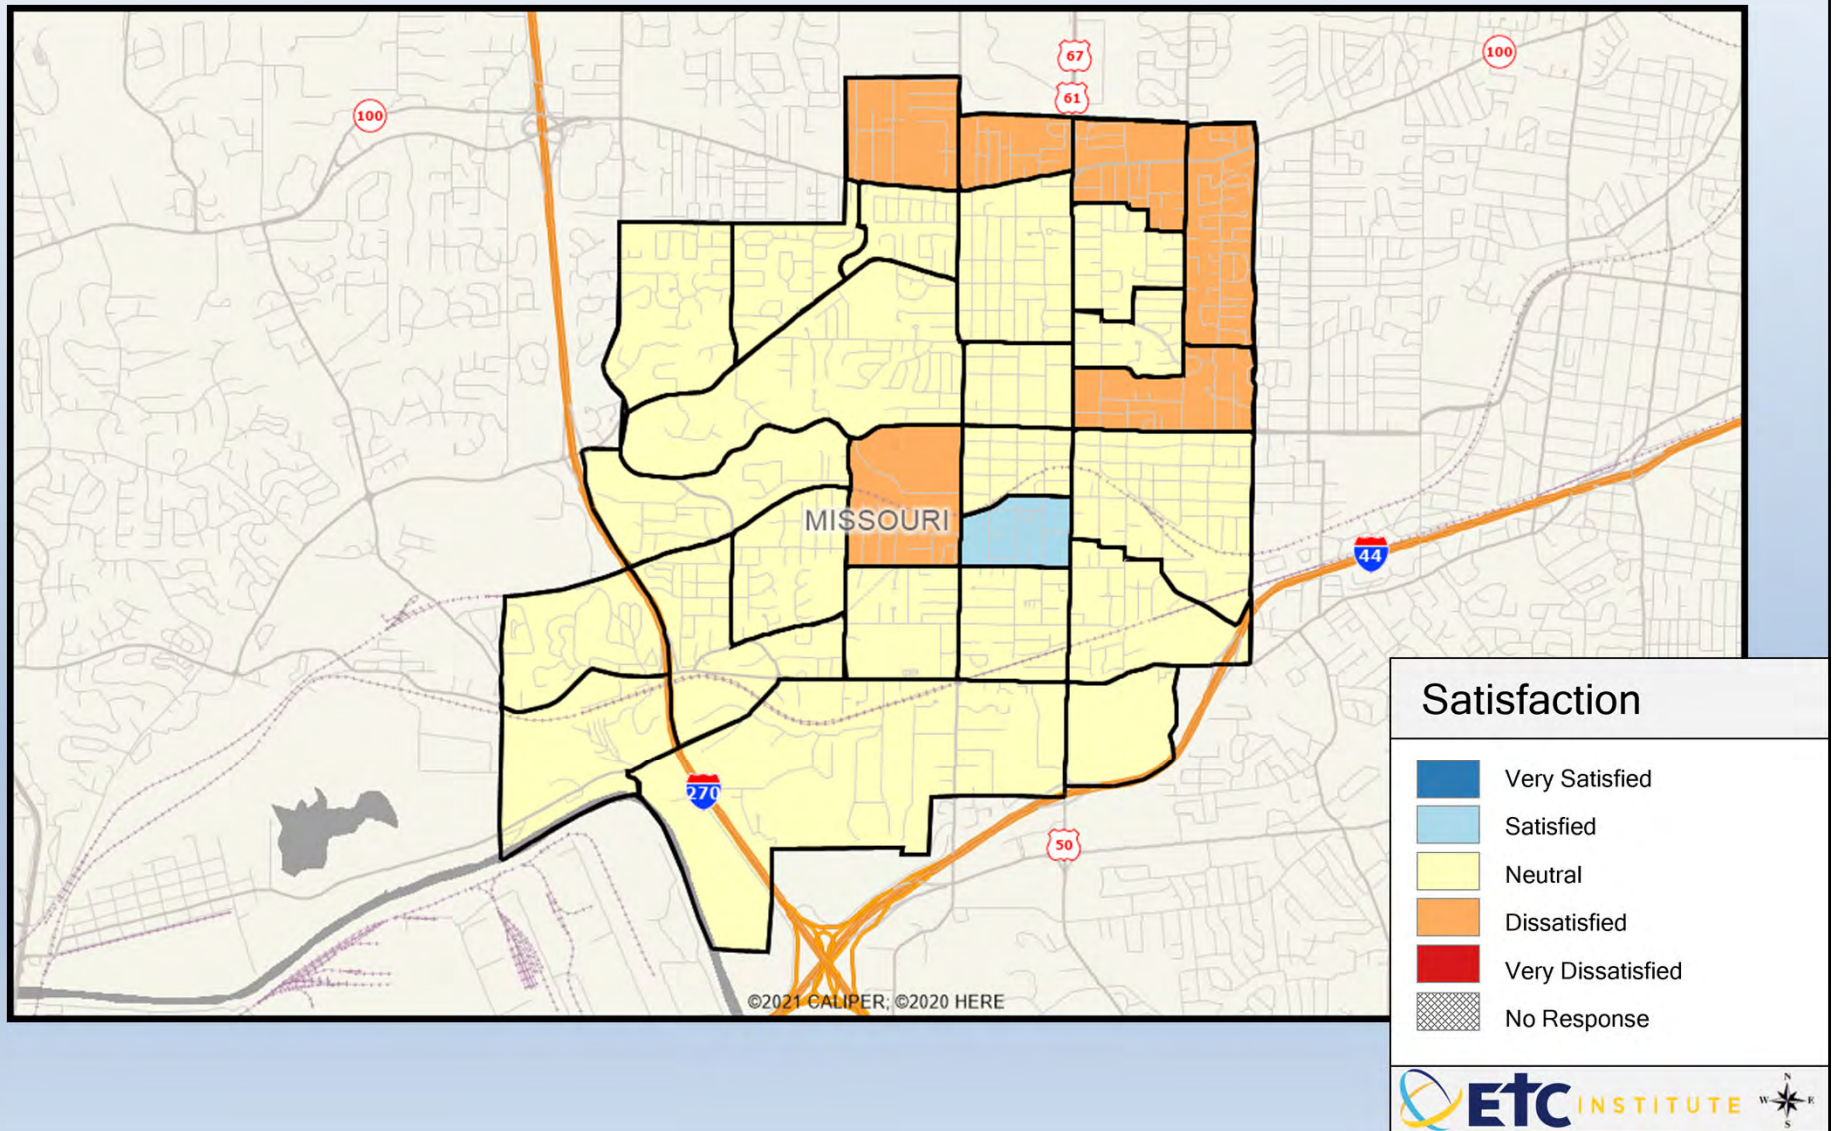 67
100
61
100
MISSOURI
44
270
50
©2021 CALIPER; ©2020 HERE
Satisfaction
Very Satisfied
Satisfied
Neutral
Dissatisfied
Very Dissatisfied
No Response
ETC INSTITUTE
N
W E
S